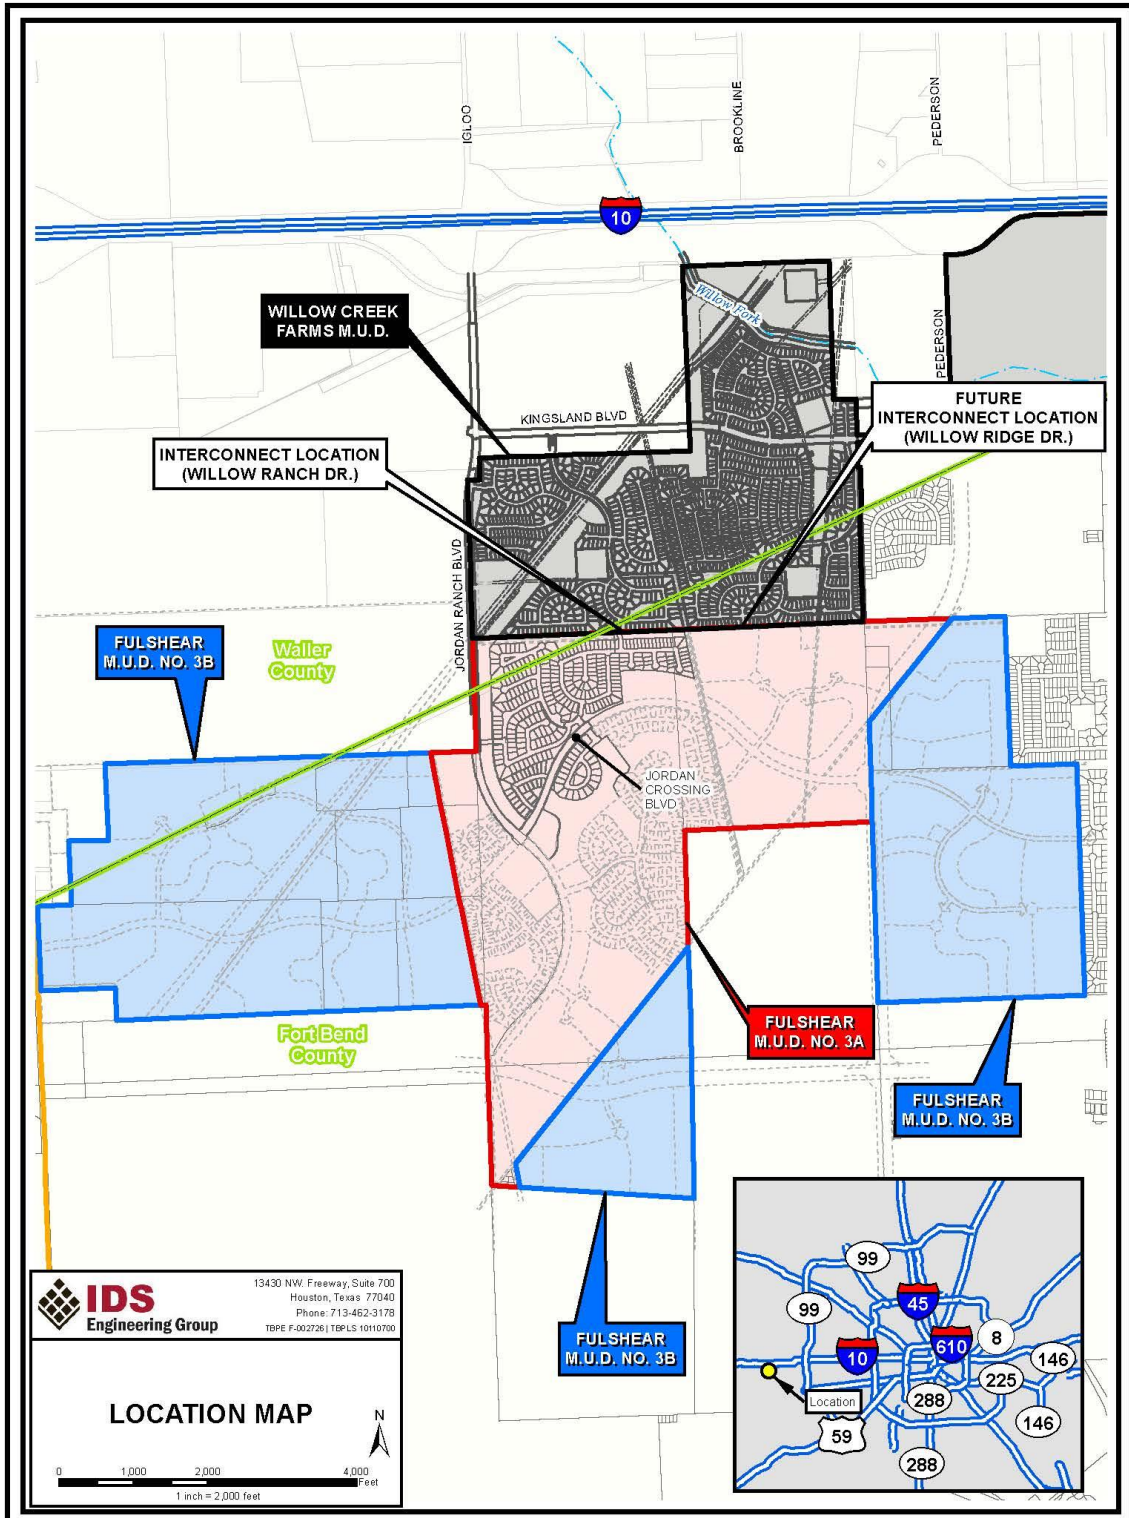 IGLOO
BROOKLINE
PEDERSON
10
WILLOW CREEK
FARMS M.U.D.
Willow Fork
PEDERSON
KINGSLAND BLVD
FUTURE
INTERCONNECT LOCATION
(WILLOW RIDGE DR.)
INTERCONNECT LOCATION
(WILLOW RANCH DR.)
JORDAN RANCH BLVD
FULSHEAR
M.U.D. NO. 3B
Waller
County
JORDAN
CROSSING
BLVD
Fort Bend
County
FULSHEAR
M.U.D. NO. 3A
FULSHEAR
M.U.D. NO. 3B
FULSHEAR
M.U.D. NO. 3B
IDS
Engineering Group
13430 NW. Freeway, Suite 700
Houston, Texas 77040
Phone: 713-462-3178
TBPE F-002726 | TBPLS 10110700
LOCATION MAP
N
0 1,000 2,000 4,000
Feet
1 inch = 2,000 feet
99
99
45
10
610
8
146
225
288
146
Location
59
288